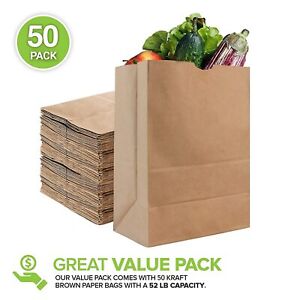 50
PACK
GREAT VALUE PACK
OUR VALUE PACK COMES WITH 50 KRAFT
BROWN PAPER BAGS WITH A 52 LB CAPACITY.